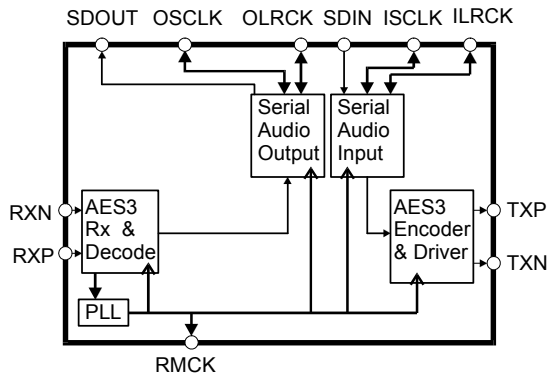 SDOUT OSCLK OLRCK SDIN ISCLK ILRCK
Serial
Audio
Output
Serial
Audio
Input
RXN
RXP
AES3
Rx &
Decode
AES3
Encoder
& Driver
TXP
TXN
PLL
RMCK